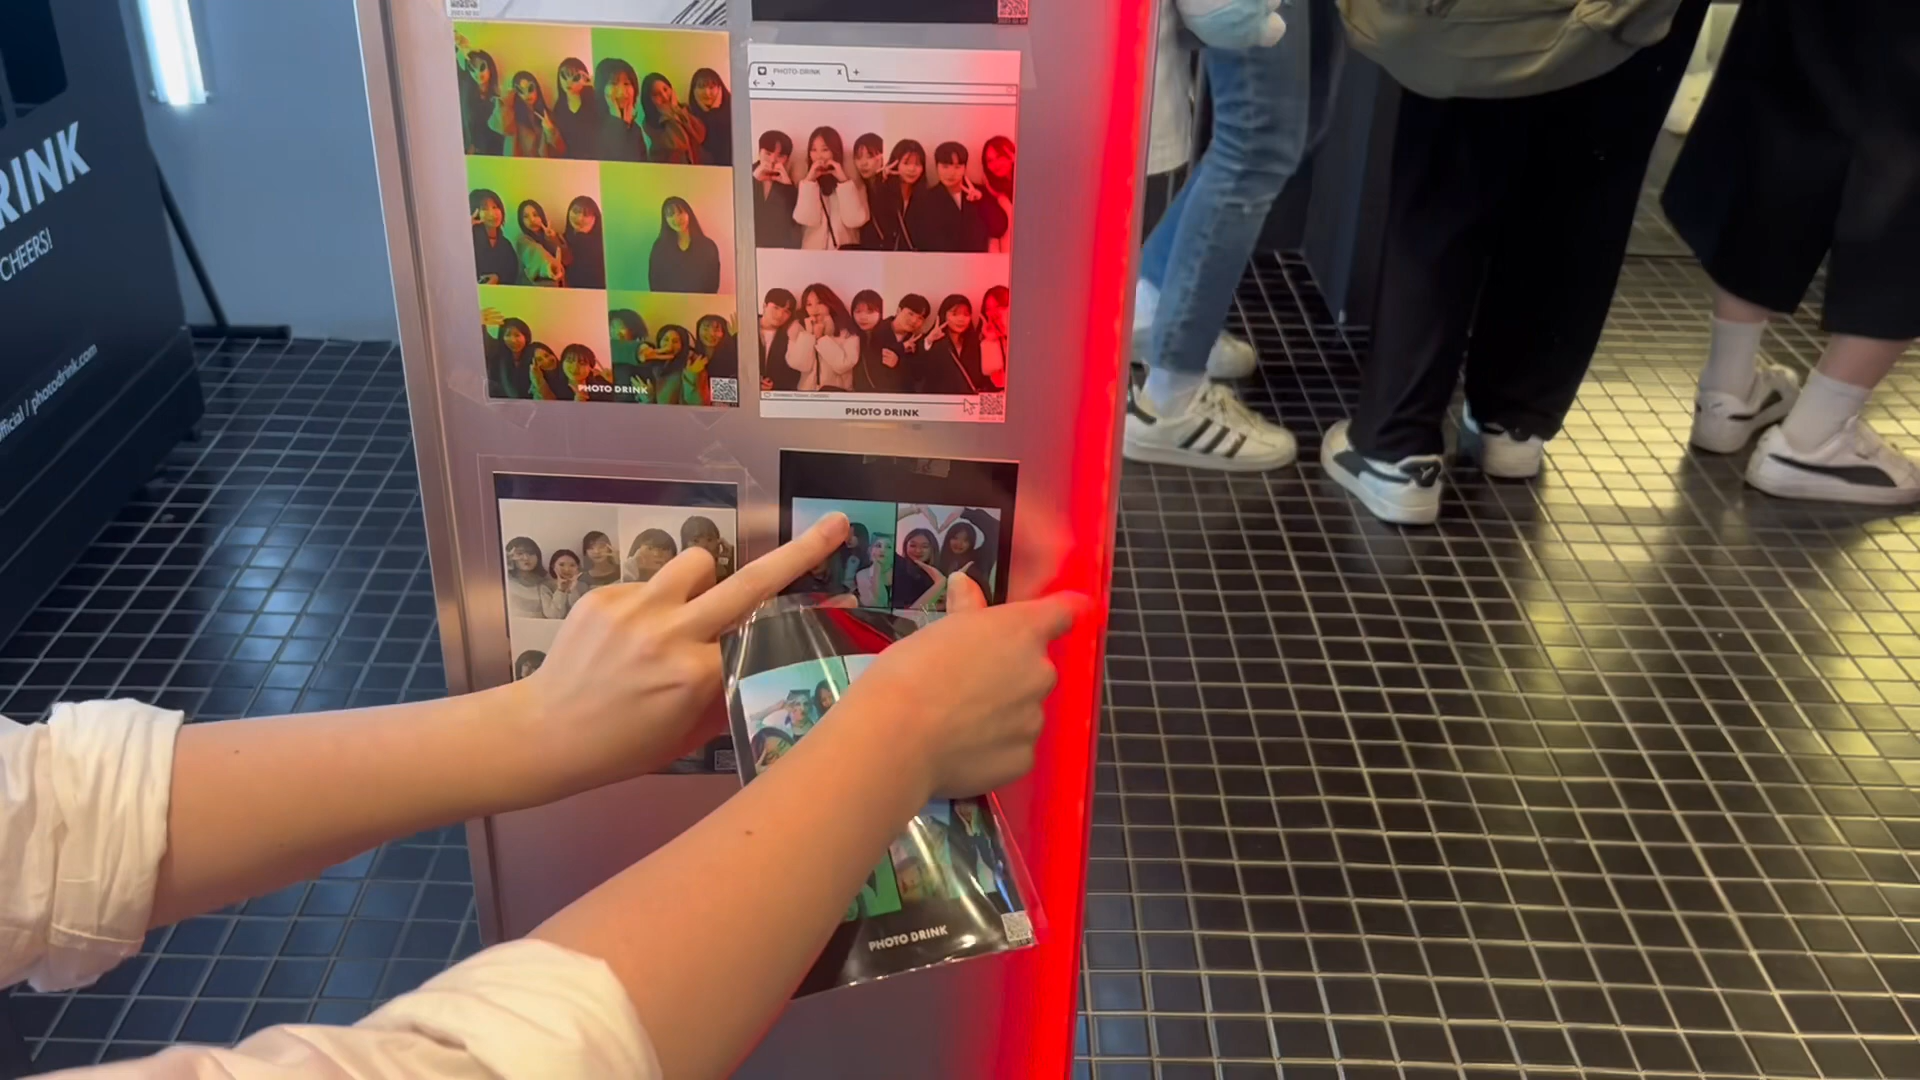 RINK
CHEERS!
official / photodrink.com
PHOTO DRINK
PHOTO-DRINK X +
PHOTO DRINK
PHOTO DRINK